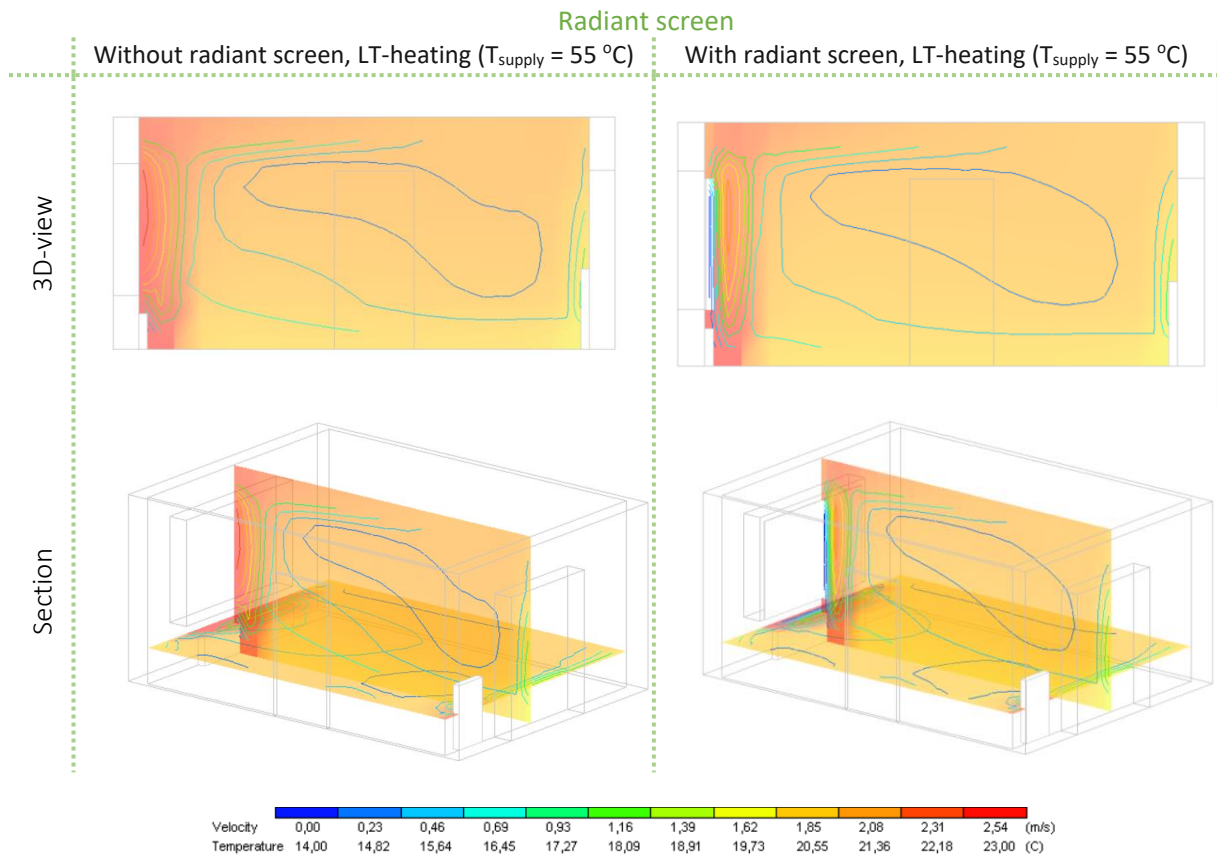 Radiant screen
Without radiant screen, LT-heating (Tsupply = 55 °C)
With radiant screen, LT-heating (Tsupply = 55 °C)
3D-view
Section
Velocity 0,00 0,23 0,46 0,69 0,93 1,16 1,39 1,62 1,85 2,08 2,31 2,54 (m/s)
Temperature 14,00 14,82 15,64 16,45 17,27 18,09 18,91 19,73 20,55 21,36 22,18 23,00 (C)